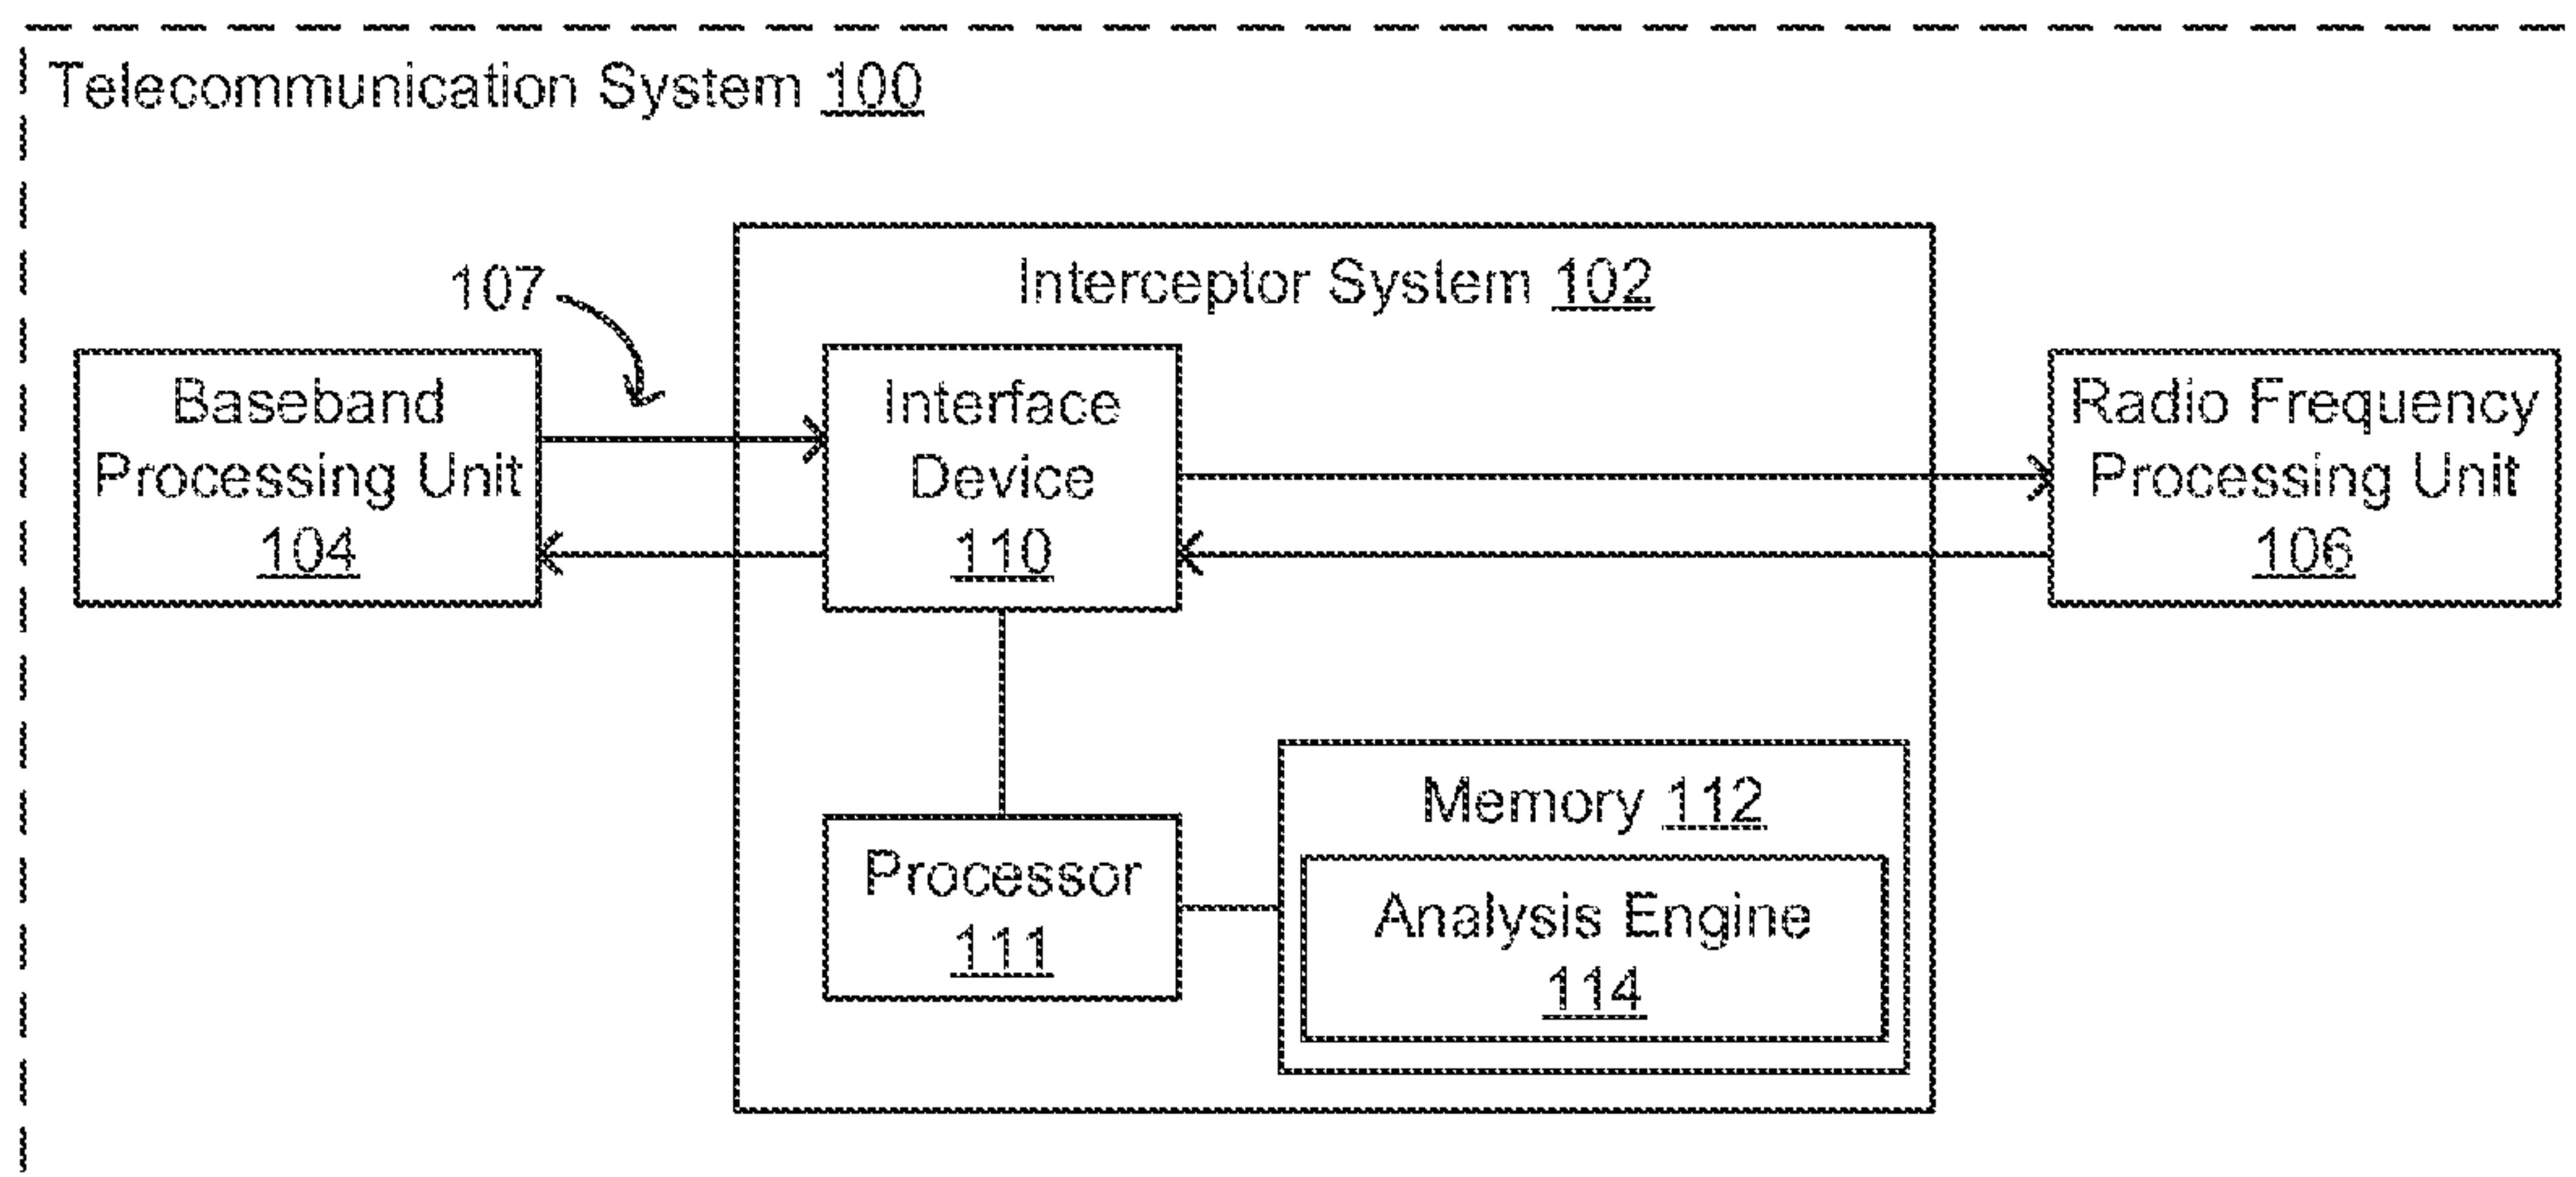 Telecommunication System 100
107
Interceptor System 102
Baseband
Processing Unit
104
Interface
Device
110
Radio Frequency
Processing Unit
106
Processor
111
Memory 112
Analysis Engine
114